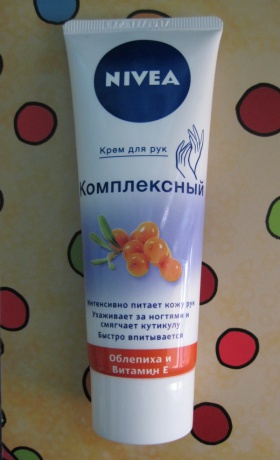 NIVEA
Крем для рук
Комплексный
Интенсивно питает кожу рук
Ухаживает за ногтями и
смягчает кутикулу
Быстро впитывается
Облепиха и
Витамин Е